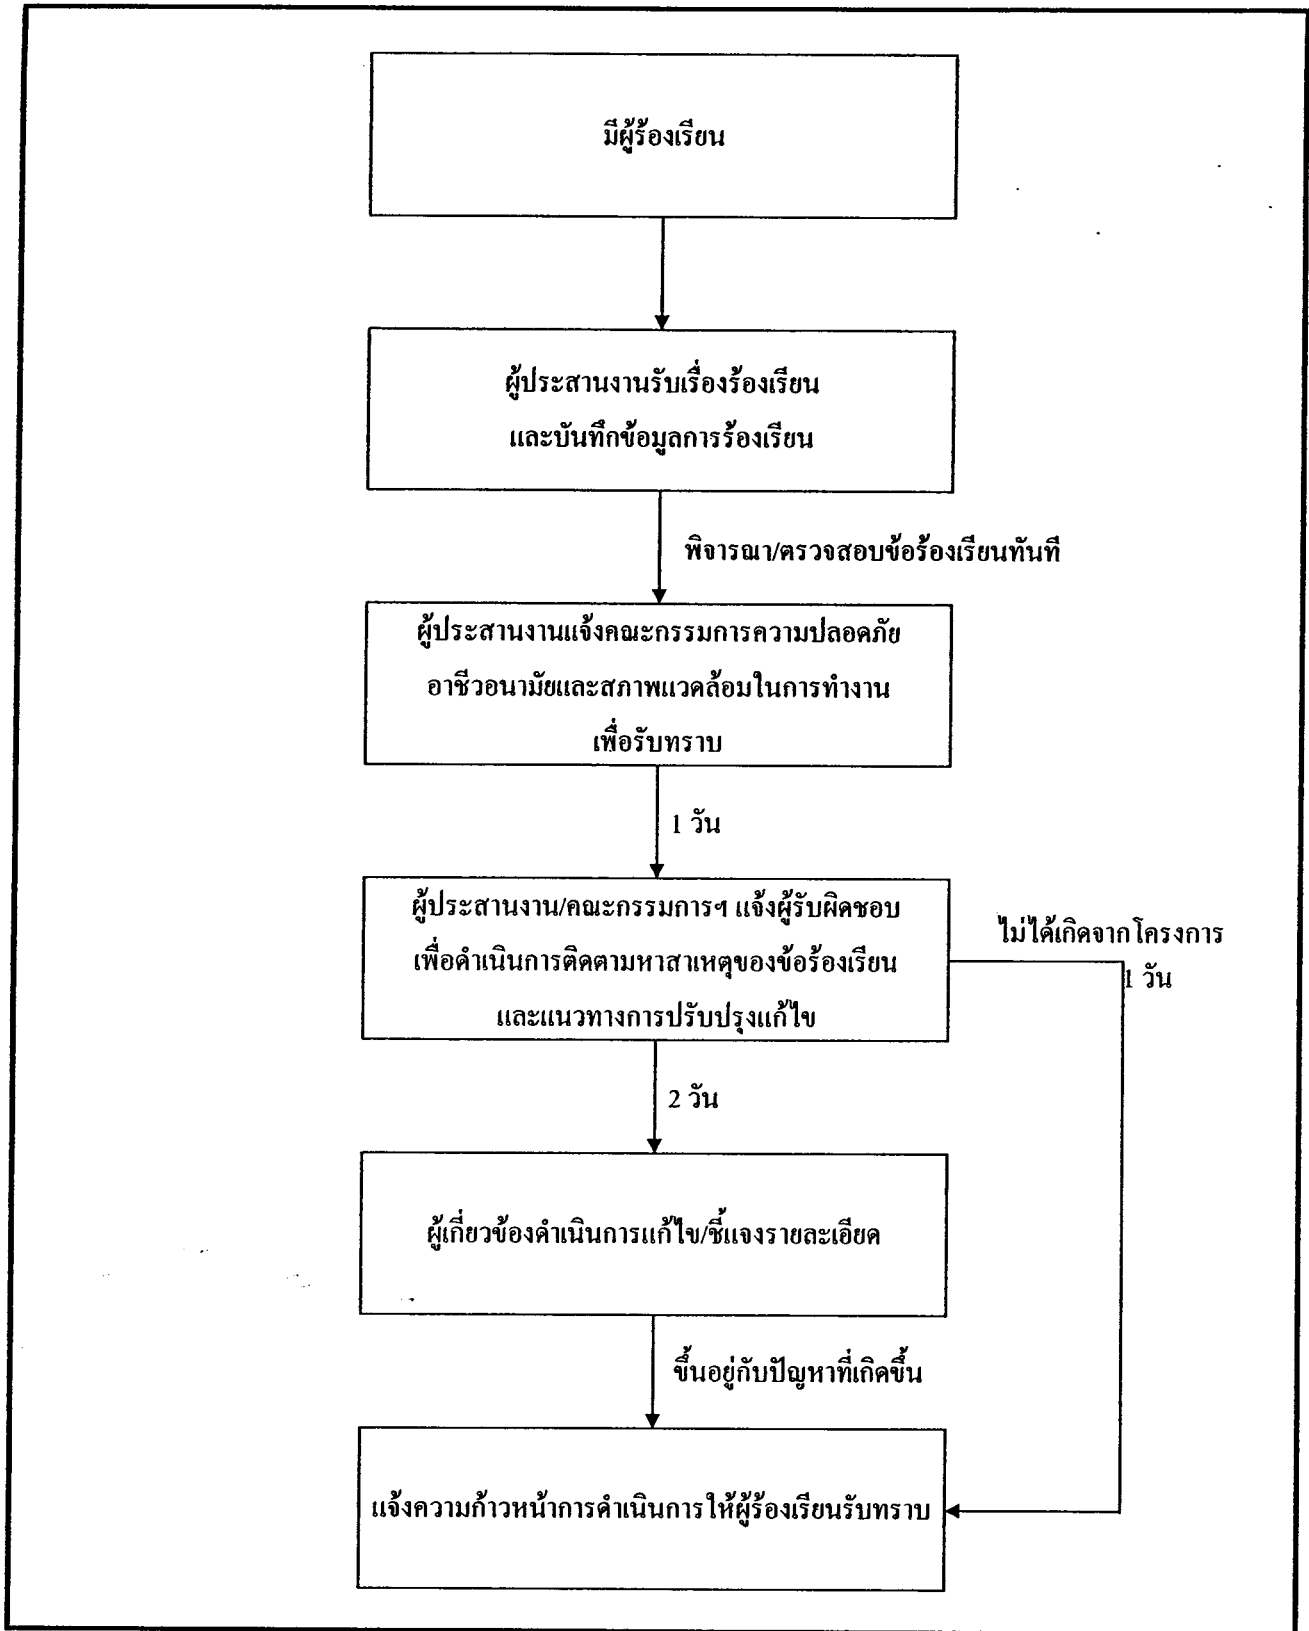 มีผู้ร้องเรียน
ผู้ประสานงานรับเรื่องร้องเรียน
และบันทึกข้อมูลการร้องเรียน
พิจารณา/ตรวจสอบข้อร้องเรียนทันที
ผู้ประสานงานแจ้งคณะกรรมการความปลอดภัย
อาชีวอนามัยและสภาพแวดล้อมในการทำงาน
เพื่อรับทราบ
1 วัน
ผู้ประสานงาน/คณะกรรมการฯ แจ้งผู้รับผิดชอบ
เพื่อดำเนินการติดตามหาสาเหตุของข้อร้องเรียน
และแนวทางการปรับปรุงแก้ไข
ไม่ได้เกิดจากโครงการ
1 วัน
2 วัน
ผู้เกี่ยวข้องดำเนินการแก้ไข/ชี้แจงรายละเอียด
ขึ้นอยู่กับปัญหาที่เกิดขึ้น
แจ้งความก้าวหน้าการดำเนินการให้ผู้ร้องเรียนรับทราบ